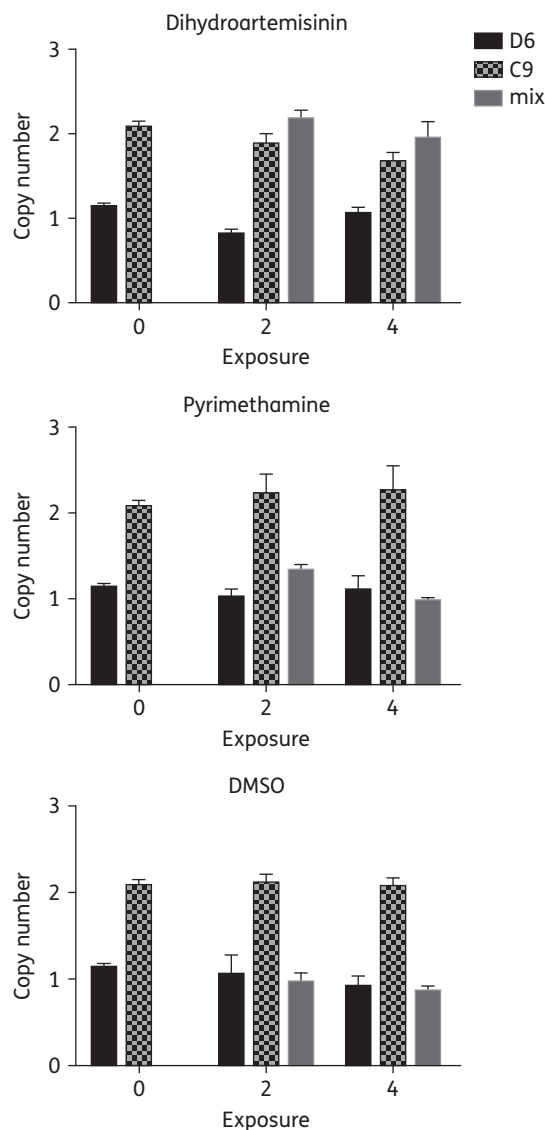 Dihydroartemisinin
D6
C9
mix
Copy number
3
2
1
0
0 2 4
Exposure
Pyrimethamine
Copy number
3
2
1
0
0 2 4
Exposure
DMSO
Copy number
3
2
1
0
0 2 4
Exposure